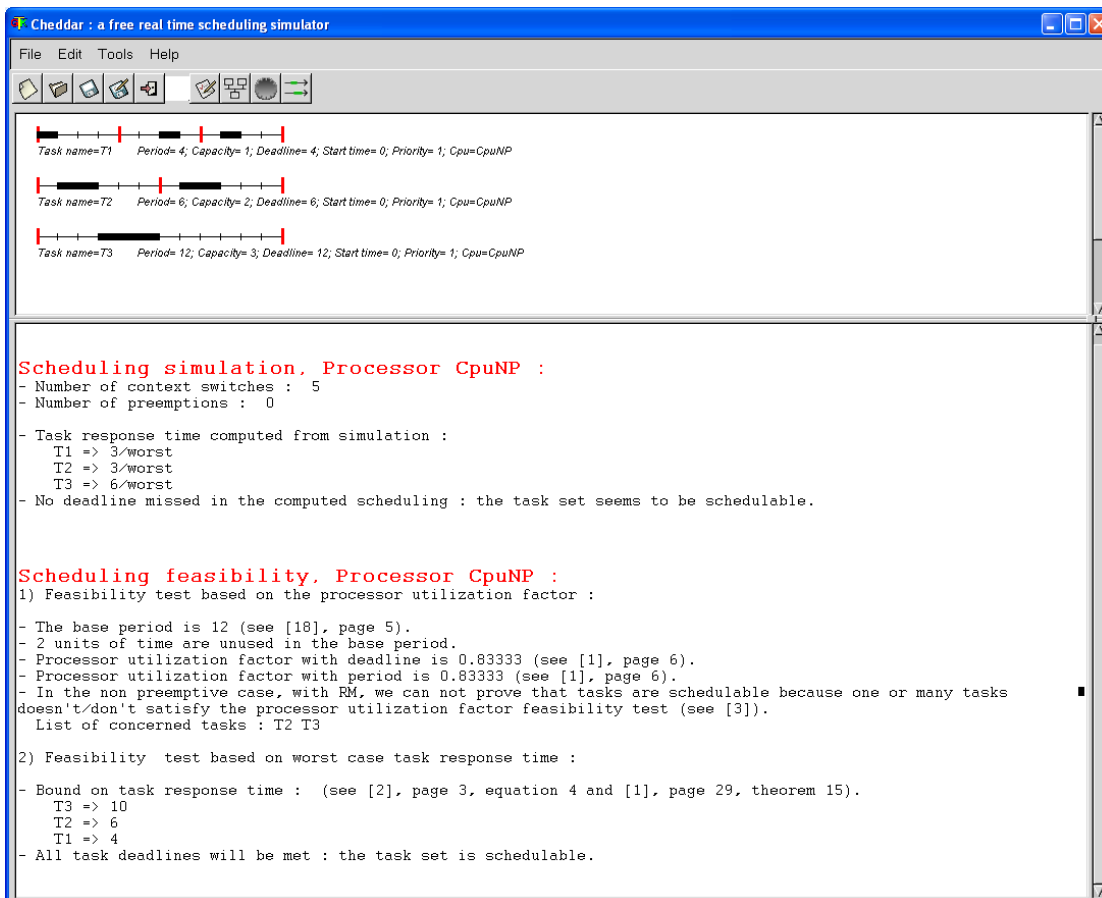 Cheddar : a free real time scheduling simulator
File Edit Tools Help
Task name=T1 Period= 4; Capacity= 1; Deadline= 4; Start time= 0; Priority= 1; Cpu=CpuNP
Task name=T2 Period= 6; Capacity= 2; Deadline= 6; Start time= 0; Priority= 1; Cpu=CpuNP
Task name=T3 Period= 12; Capacity= 3; Deadline= 12; Start time= 0; Priority= 1; Cpu=CpuNP
Scheduling simulation, Processor CpuNP :
- Number of context switches : 5
- Number of preemptions : 0
- Task response time computed from simulation :
T1 => 3/worst
T2 => 3/worst
T3 => 6/worst
- No deadline missed in the computed scheduling : the task set seems to be schedulable.
Scheduling feasibility, Processor CpuNP :
1) Feasibility test based on the processor utilization factor :
- The base period is 12 (see [18], page 5).
- 2 units of time are unused in the base period.
- Processor utilization factor with deadline is 0.83333 (see [1], page 6).
- Processor utilization factor with period is 0.83333 (see [1], page 6).
- In the non preemptive case, with RM, we can not prove that tasks are schedulable because one or many tasks
doesn't/don't satisfy the processor utilization factor feasibility test (see [3]).
List of concerned tasks : T2 T3
2) Feasibility test based on worst case task response time :
- Bound on task response time : (see [2], page 3, equation 4 and [1], page 29, theorem 15).
T3 => 10
T2 => 6
T1 => 4
- All task deadlines will be met : the task set is schedulable.